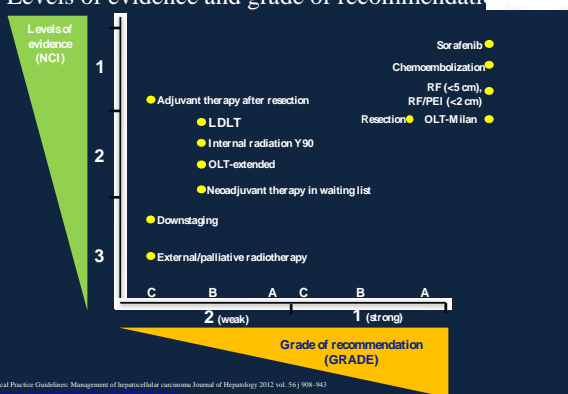 Levels of evidence and grade of
Levels of
evidence
(NCI)
1
2
3
Sorafenib
Chemoembolization
RF (<5 cm),
RF/PEI (<2 cm)
Adjuvant therapy after resection
Resection OLT-Milan
LDLT
Internal radiation Y90
OLT-extended
Neoadjuvant therapy in waiting list
Downstaging
External/palliative radiotherapy
C B A C B A
2 (weak) 1 (strong)
Grade of recommendation
(GRADE)
cal Practice Guidelines: Management of hepatocellular carcinoma Journal of Hepatology 2012 vol. 56 j 908–943